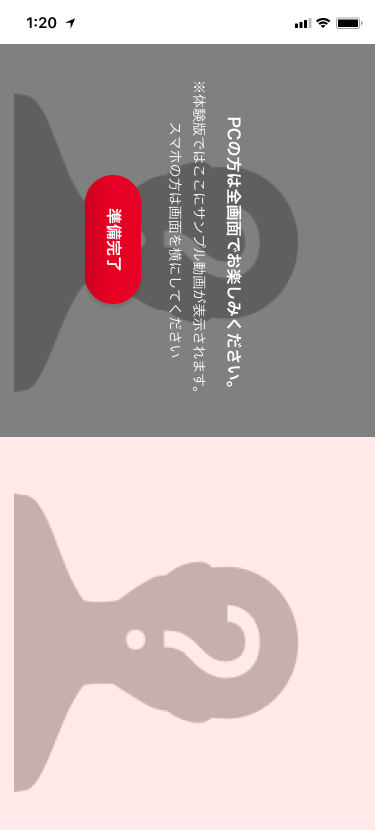 1:20
PCの方は全画面でお楽しみください。
※体験版ではここにサンプル動画が表示されます。
スマホの方は画面を横にしてください
準備完了
?
?